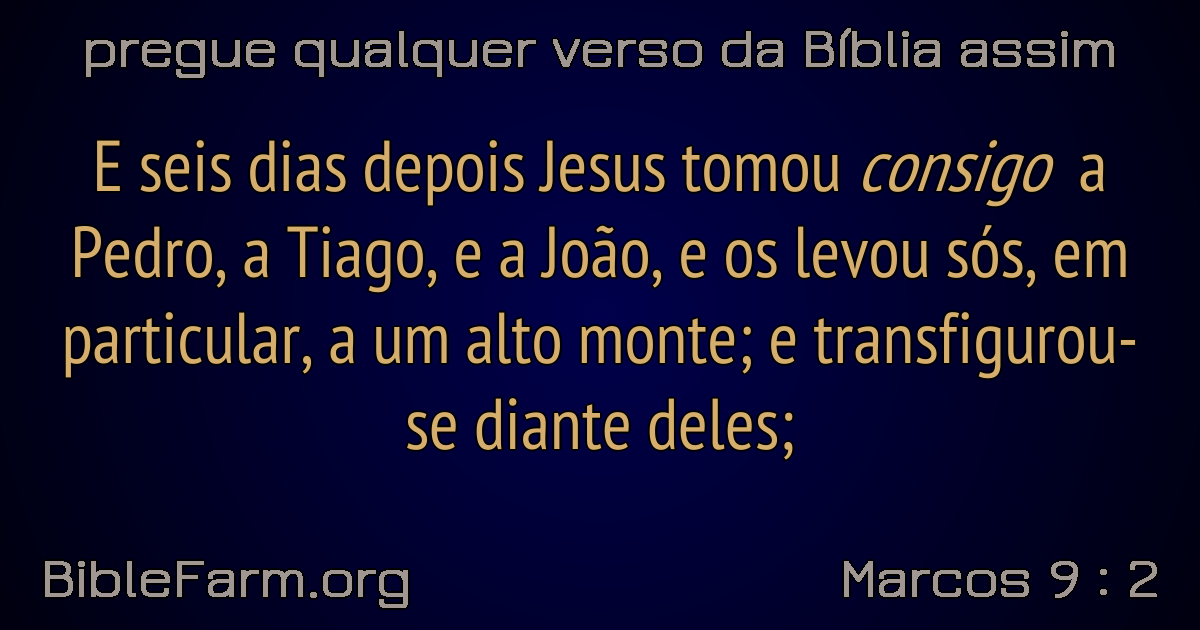 pregue qualquer verso da Bíblia assim
E seis dias depois Jesus tomou consigo a
Pedro, a Tiago, e a João, e os levou sós, em
particular, a um alto monte; e transfigurou-
se diante deles;
BibleFarm.org
Marcos 9 : 2